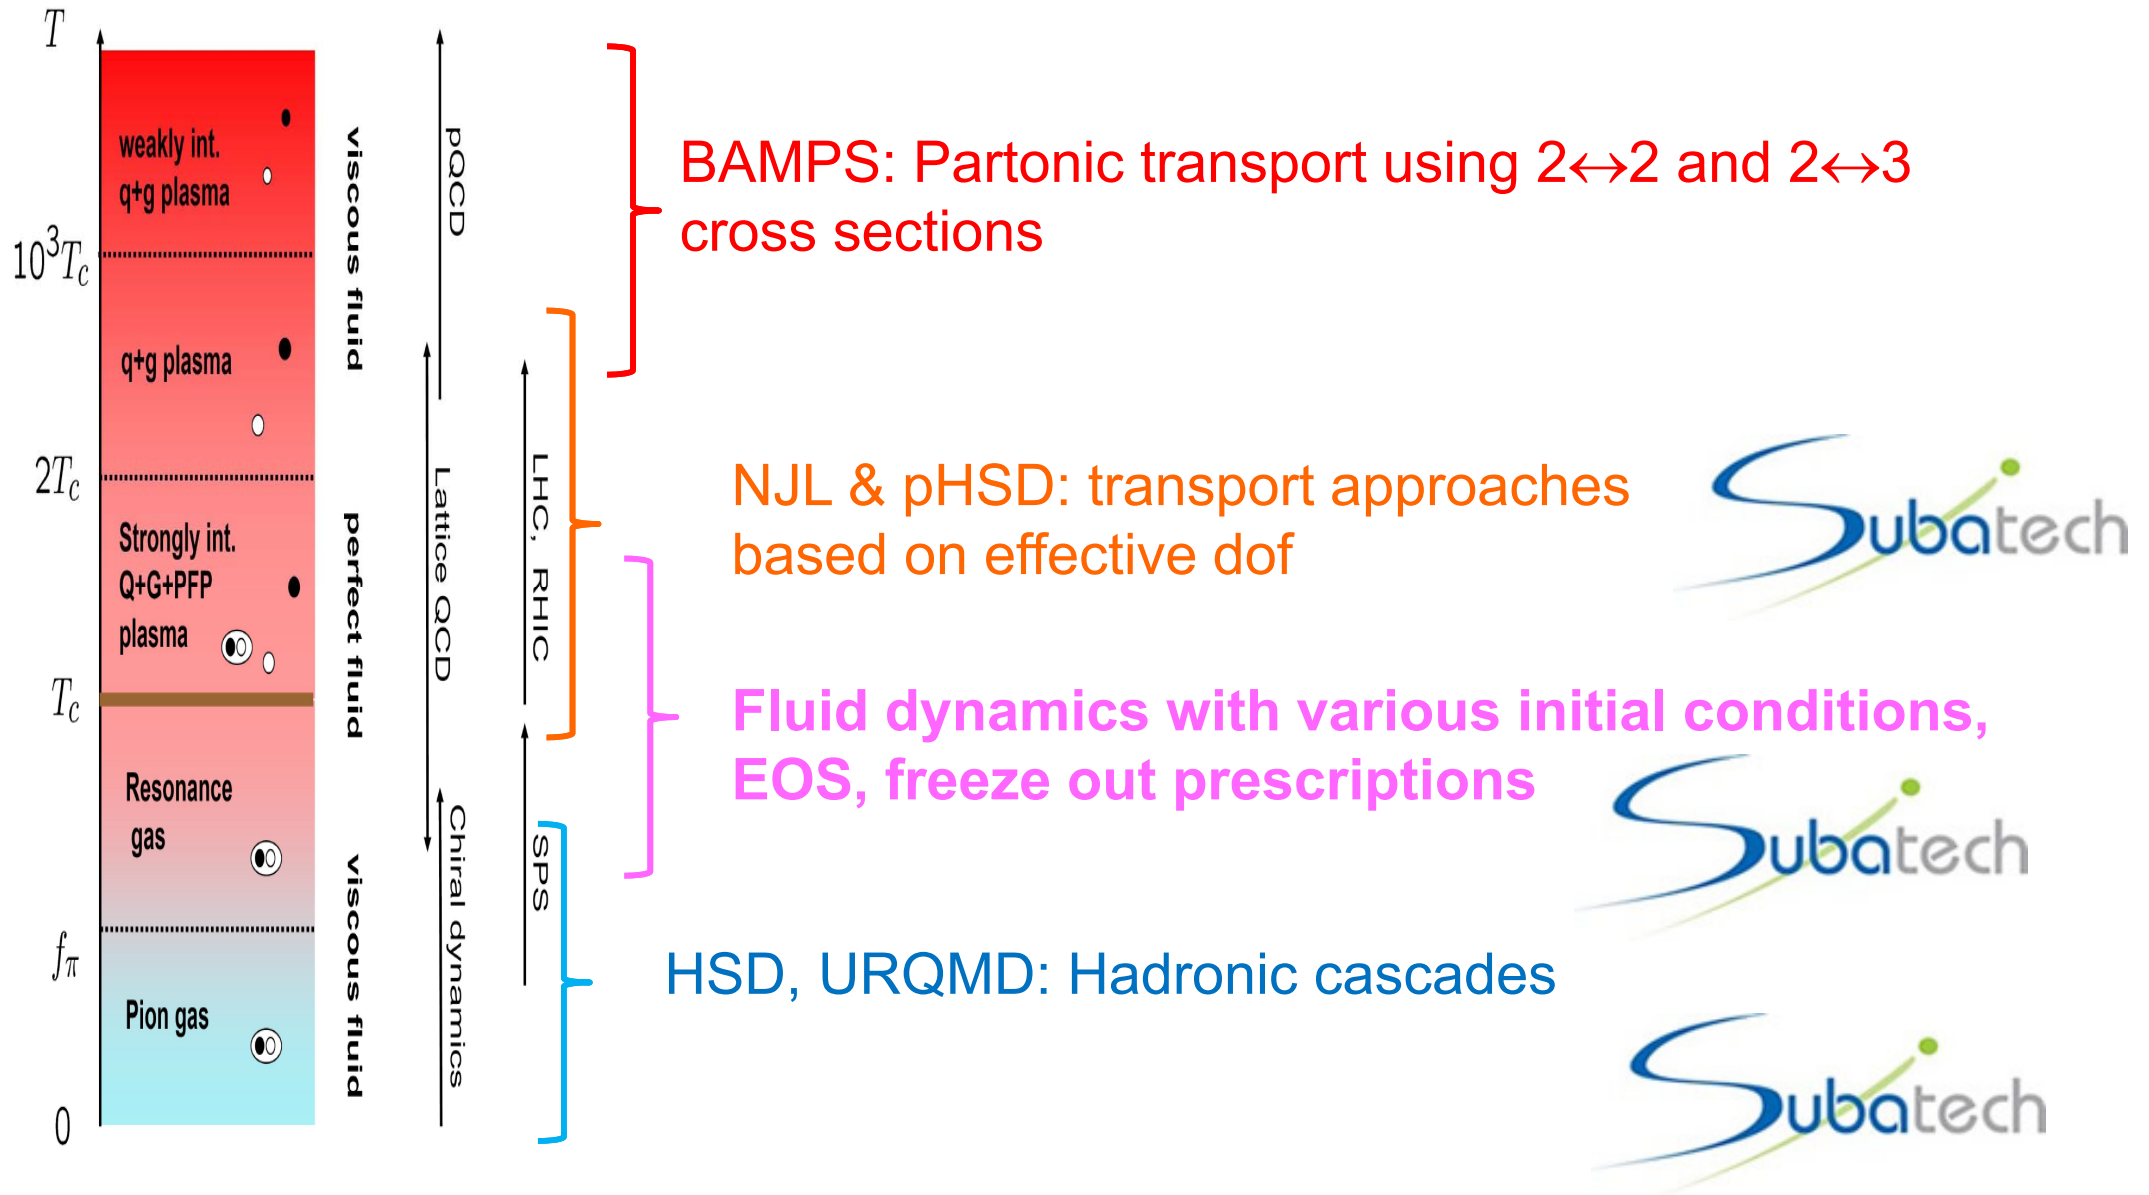 T
weakly int.
q+g plasma
10³T_c
q+g plasma
2T_c
Strongly int.
Q+G+PFP
plasma
T_c
Resonance
gas
f_π
Pion gas
0
viscous fluid
perfect fluid
viscous fluid
pQCD
Lattice QCD
Chiral dynamics
LHC, RHIC
SPS
BAMPS: Partonic transport using 2↔2 and 2↔3
cross sections
NJL & pHSD: transport approaches
based on effective dof
Subatech
Fluid dynamics with various initial conditions,
EOS, freeze out prescriptions
Subatech
HSD, URQMD: Hadronic cascades
Subatech